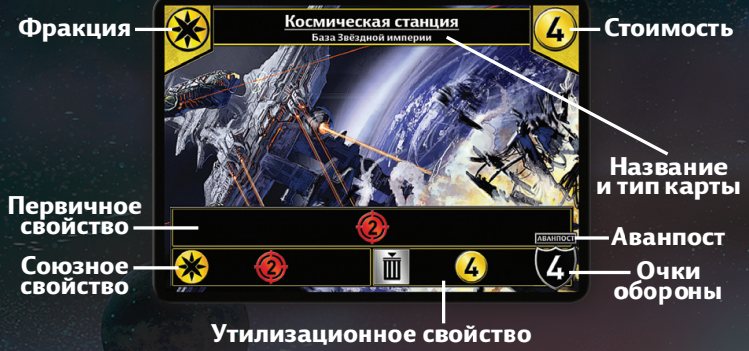 Фракция
Космическая станция
База Звёздной империи
4
Стоимость
Название
и тип карты
Первичное
свойство
2
АВАНПОСТ
Аванпост
Союзное
свойство
2
4
4
Очки
обороны
Утилизационное свойство